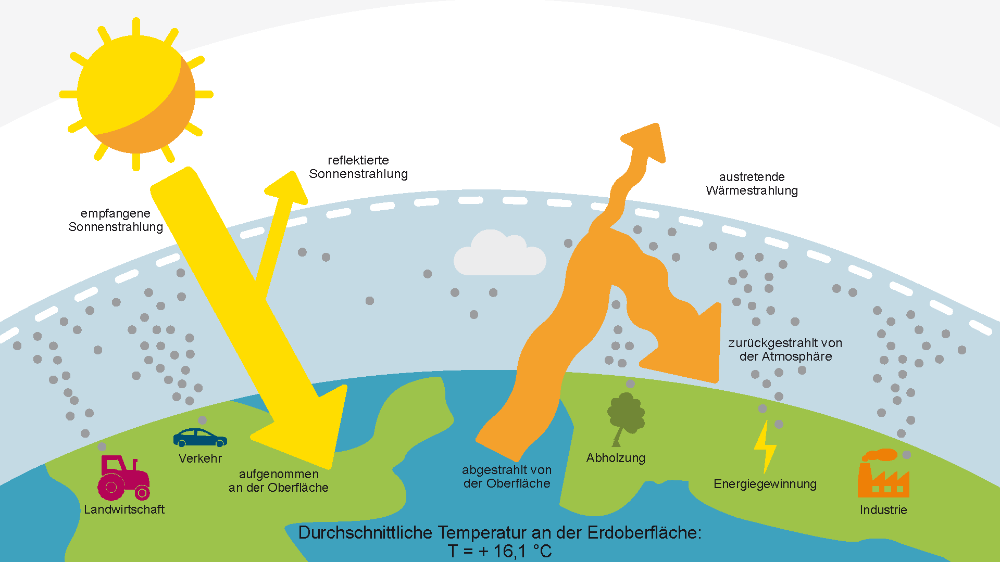 reflektierte
Sonnenstrahlung
austretende
Wärmestrahlung
empfangene
Sonnenstrahlung
zurückgestrahlt von
der Atmosphäre
Verkehr
Abholzung
aufgenommen
an der Oberfläche
abgestrahlt von
der Oberfläche
Energiegewinnung
Landwirtschaft
Industrie
Durchschnittliche Temperatur an der Erdoberfläche:
T = + 16,1 °C